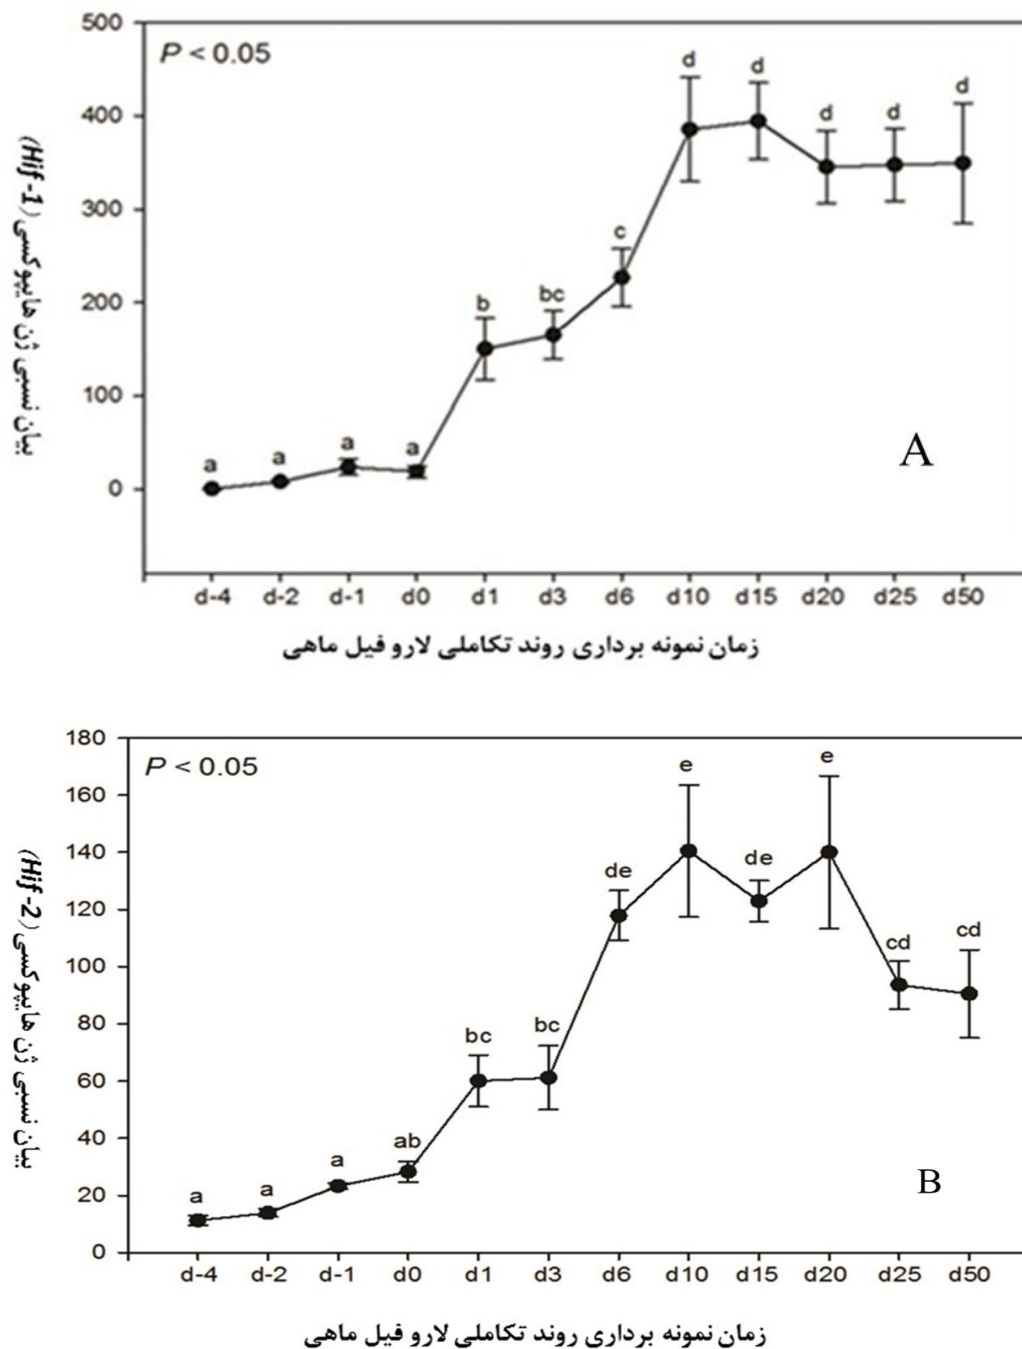 500
P < 0.05
400
300
200
100
0
بیان نسبی ژن هایپوکسی (Hif-1)
a a a a b bc c d d d d d
A
d-4 d-2 d-1 d0 d1 d3 d6 d10 d15 d20 d25 d50
زمان نمونه برداری روند تکاملی لارو فیل ماهی
180
P < 0.05
160
140
120
100
80
60
40
20
0
بیان نسبی ژن هایپوکسی (Hif-2)
a a a ab bc bc de e de e cd cd
B
d-4 d-2 d-1 d0 d1 d3 d6 d10 d15 d20 d25 d50
زمان نمونه برداری روند تکاملی لارو فیل ماهی